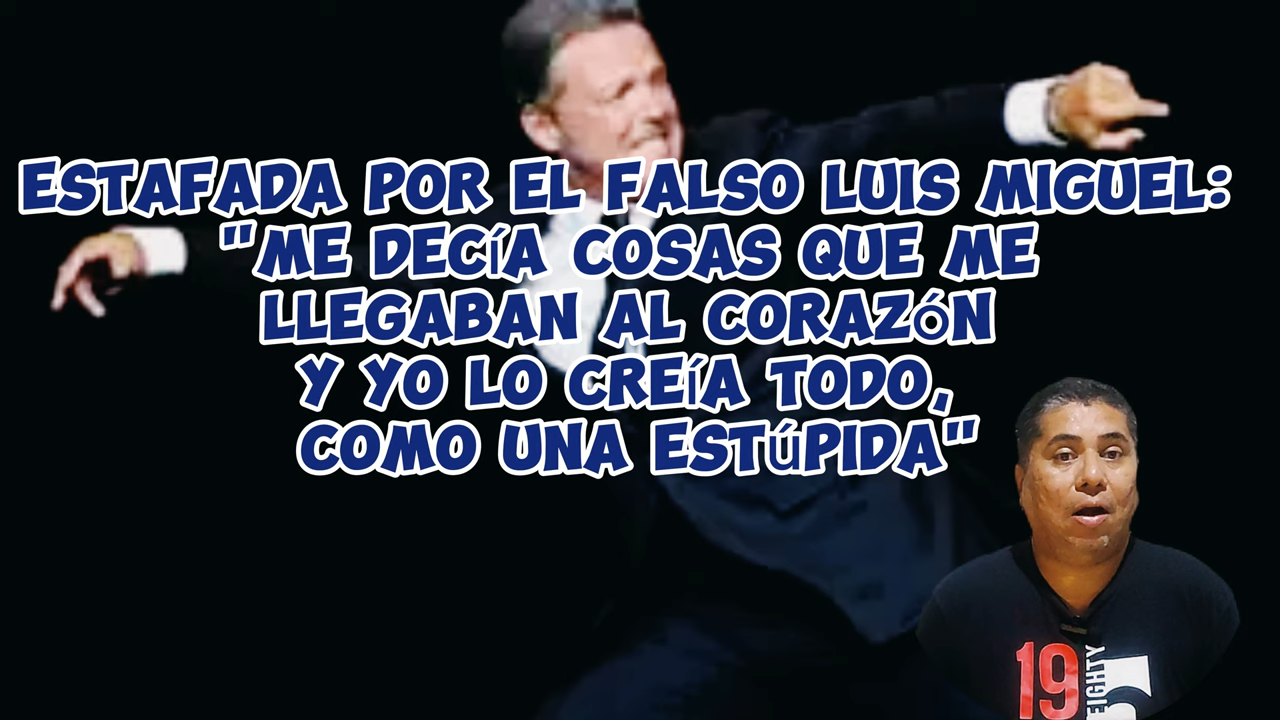 ESTAFADA POR EL FALSO LUIS MIGUEL:
"ME DECÍA COSAS QUE ME
LLEGABAN AL CORAZÓN
Y YO LO CREÍA TODO,
COMO UNA ESTÚPIDA"
19
EIGHTY